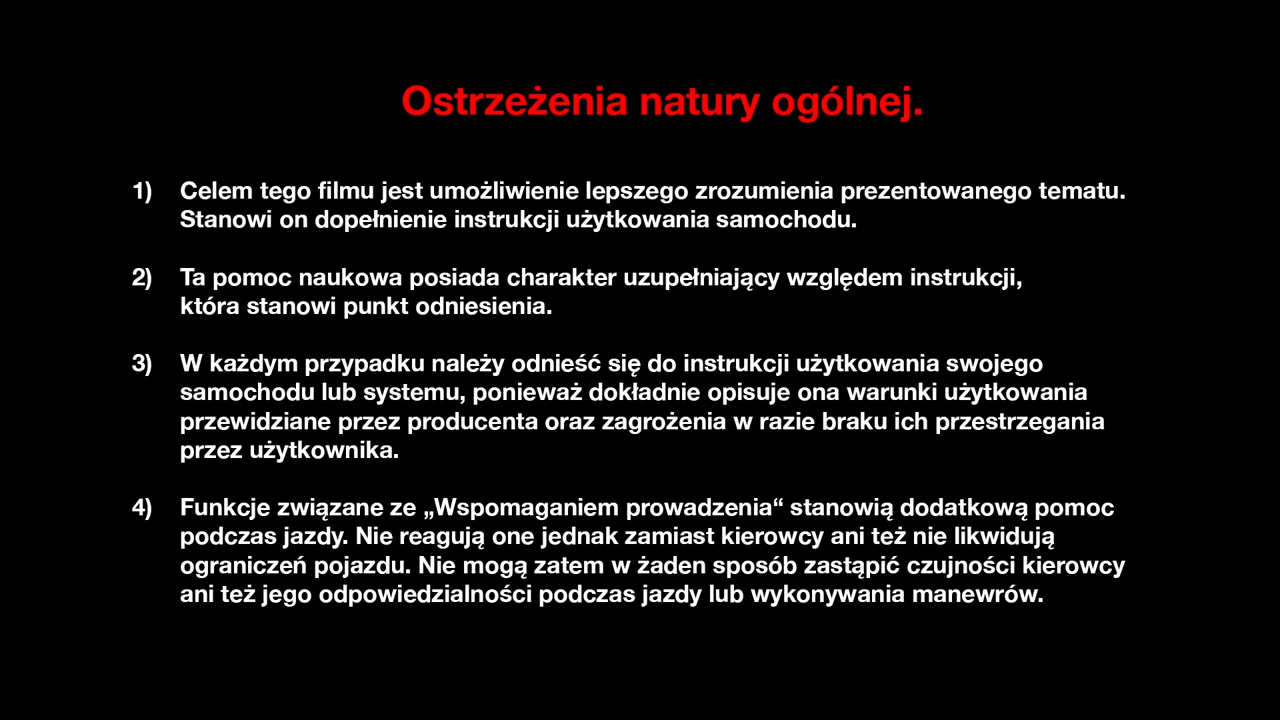 Ostrzeżenia natury ogólnej.
1) Celem tego filmu jest umożliwienie lepszego zrozumienia prezentowanego tematu.
Stanowi on dopełnienie instrukcji użytkowania samochodu.
2) Ta pomoc naukowa posiada charakter uzupełniający względem instrukcji,
która stanowi punkt odniesienia.
3) W każdym przypadku należy odnieść się do instrukcji użytkowania swojego
samochodu lub systemu, ponieważ dokładnie opisuje ona warunki użytkowania
przewidziane przez producenta oraz zagrożenia w razie braku ich przestrzegania
przez użytkownika.
4) Funkcje związane ze „Wspomaganiem prowadzenia“ stanowią dodatkową pomoc
podczas jazdy. Nie reagują one jednak zamiast kierowcy ani też nie likwidują
ograniczeń pojazdu. Nie mogą zatem w żaden sposób zastąpić czujności kierowcy
ani też jego odpowiedzialności podczas jazdy lub wykonywania manewrów.